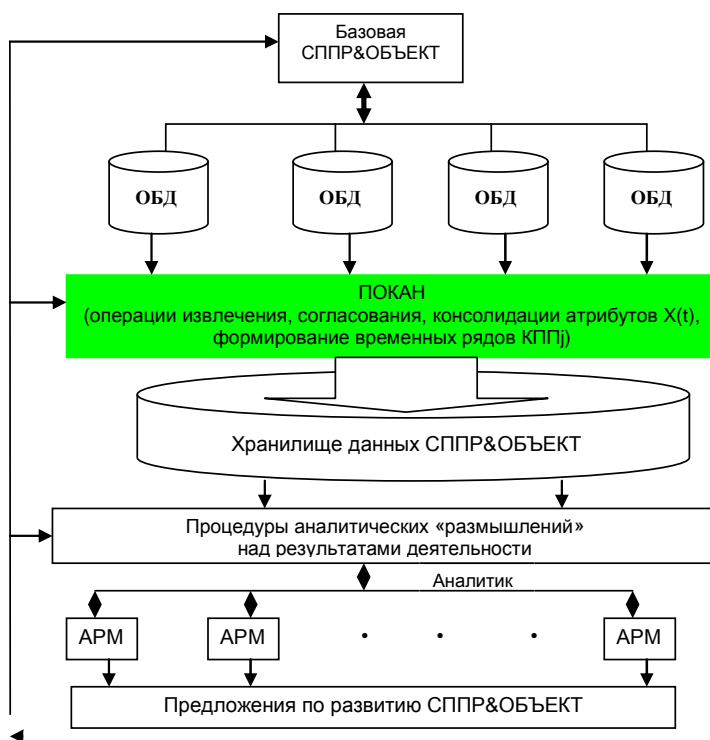 Базовая
СППР&ОБЪЕКТ
ОБД ОБД ОБД ОБД
ПОКАН
(операции извлечения, согласования, консолидации атрибутов X(t),
формирование временных рядов КППj)
Хранилище данных СППР&ОБЪЕКТ
Процедуры аналитических «размышлений»
над результатами деятельности
Аналитик
АРМ АРМ . . . АРМ
Предложения по развитию СППР&ОБЪЕКТ